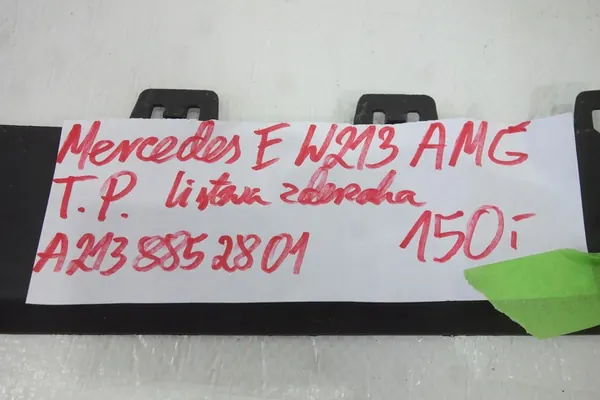 Mercedes E W213 AMG
T.P. listwa zderzaka
A213 885 28 01 150,-